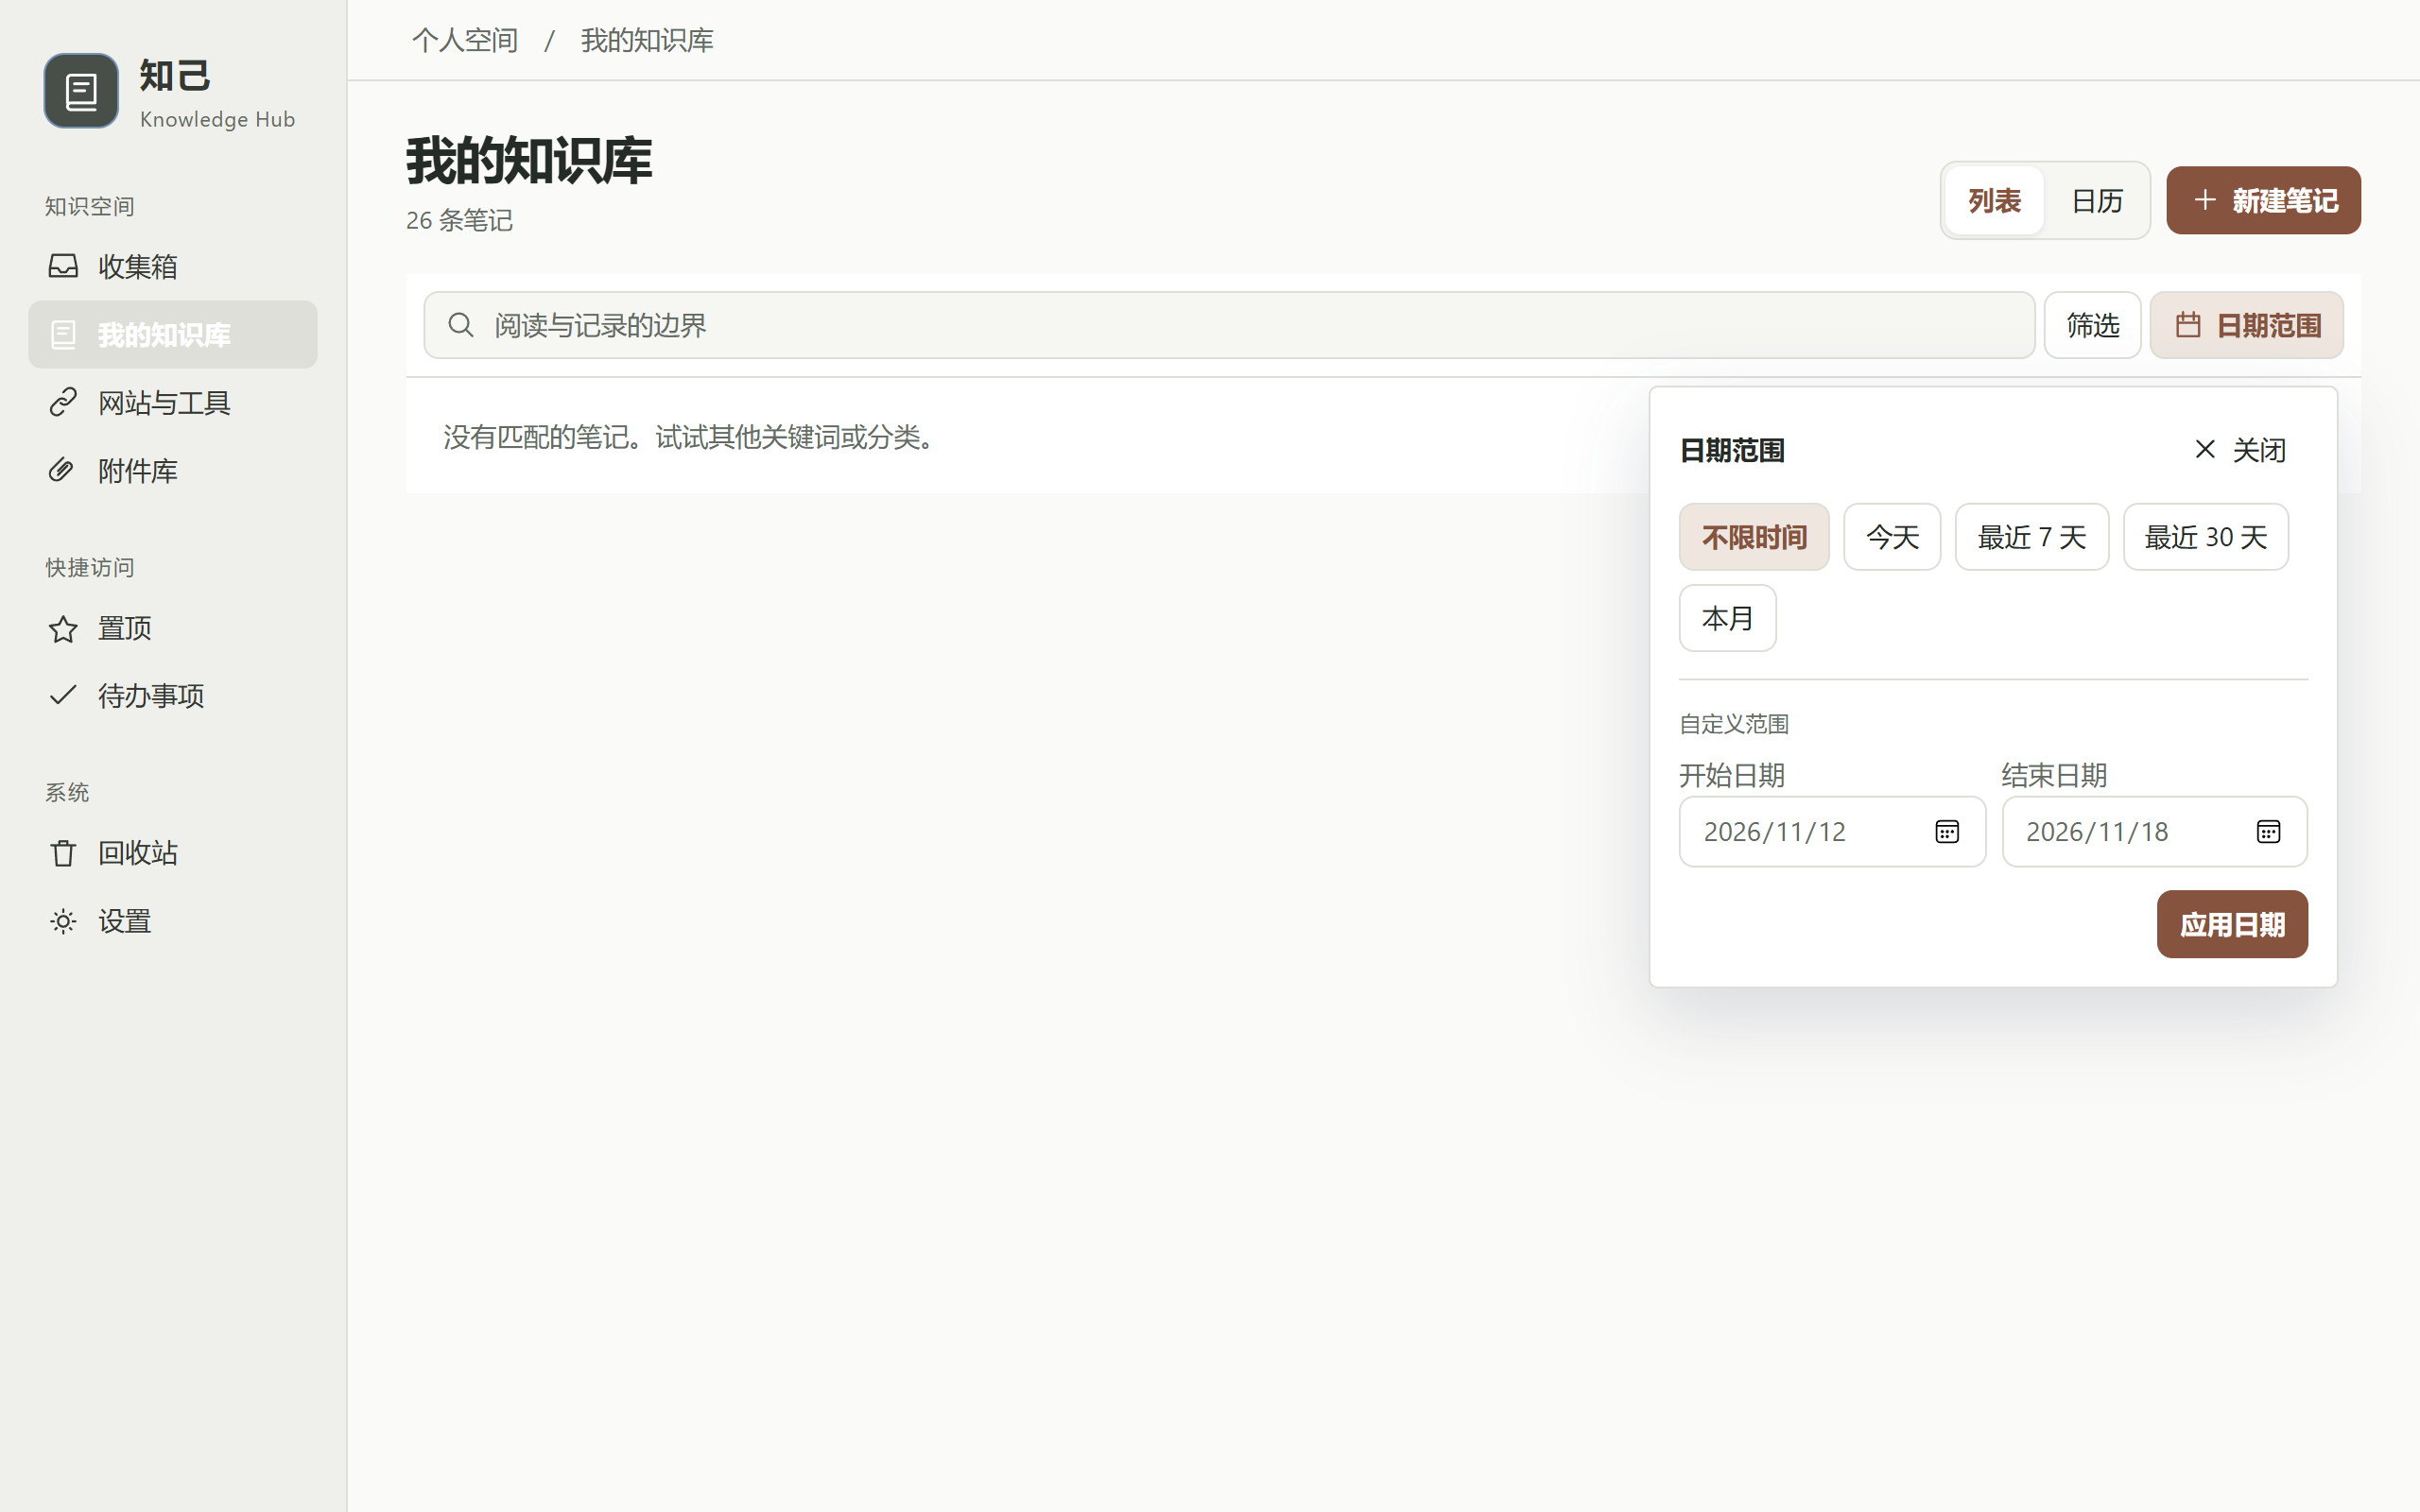 知己
Knowledge Hub
知识空间
收集箱
我的知识库
网站与工具
附件库
快捷访问
置顶
待办事项
系统
回收站
设置
个人空间 / 我的知识库
我的知识库
26 条笔记
列表 日历 新建笔记
阅读与记录的边界 筛选 日期范围
没有匹配的笔记。试试其他关键词或分类。
日期范围 关闭
不限时间 今天 最近 7 天 最近 30 天
本月
自定义范围
开始日期 结束日期
2026/11/12 2026/11/18
应用日期